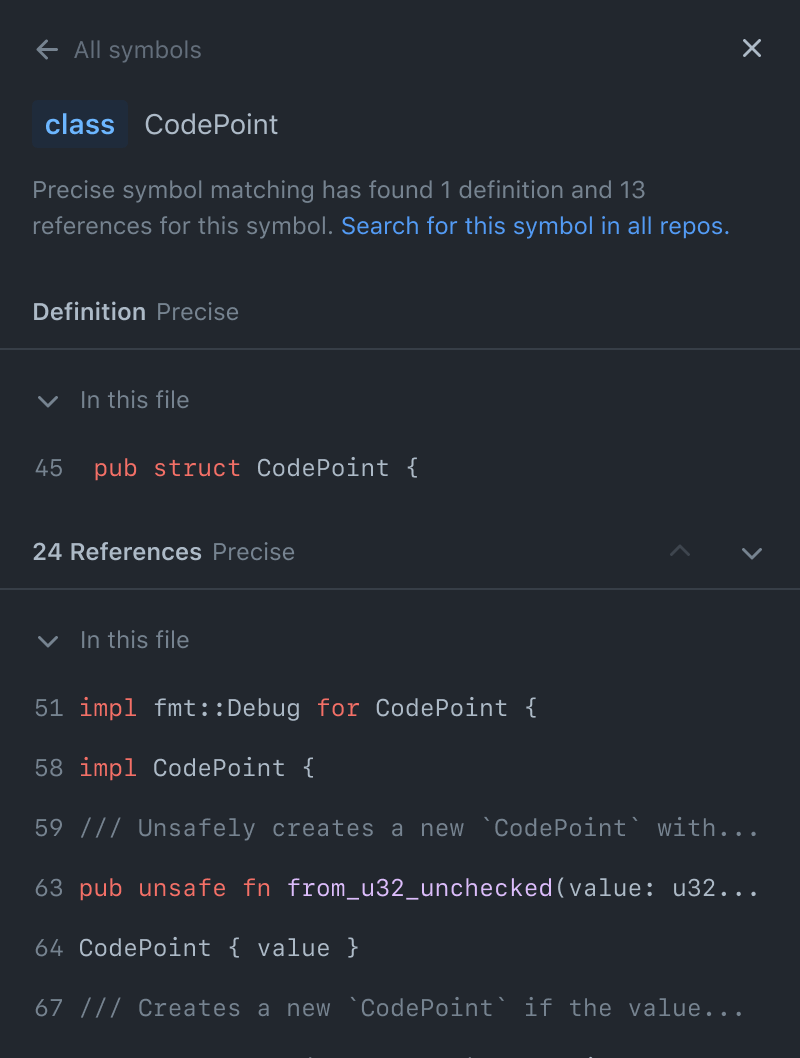 All symbols
class CodePoint
Precise symbol matching has found 1 definition and 13
references for this symbol. Search for this symbol in all repos.
Definition Precise
In this file
45 pub struct CodePoint {
24 References Precise
In this file
51 impl fmt::Debug for CodePoint {
58 impl CodePoint {
59 /// Unsafely creates a new `CodePoint` with...
63 pub unsafe fn from_u32_unchecked(value: u32...
64 CodePoint { value }
67 /// Creates a new `CodePoint` if the value...